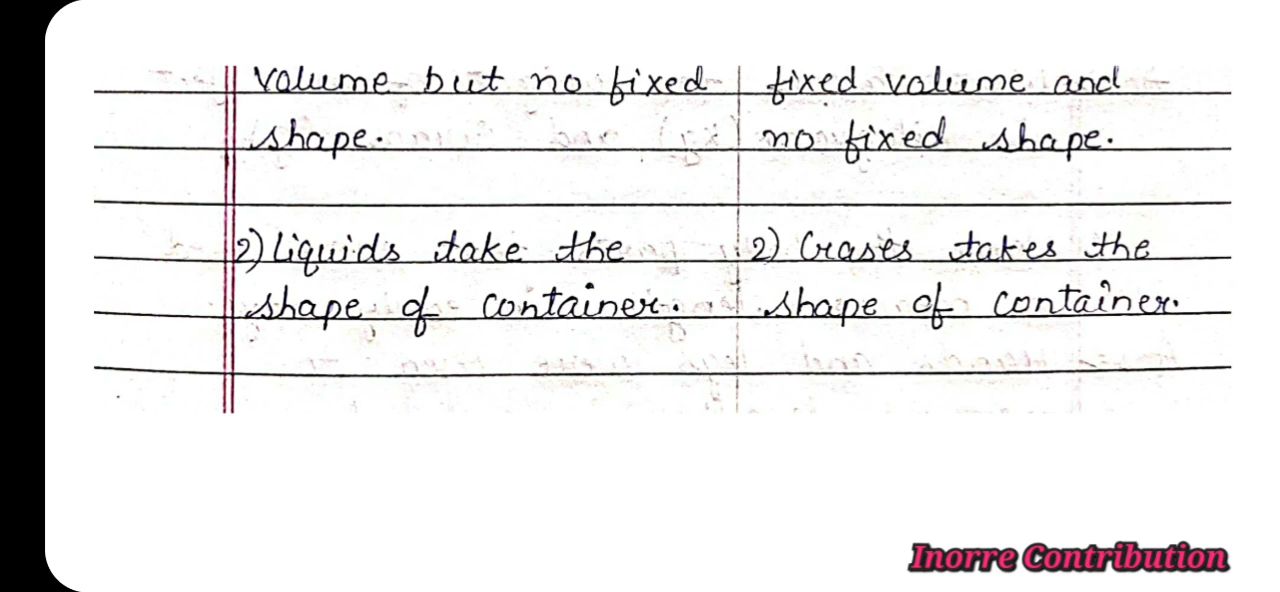 volume but no fixed
shape.
2) Liquids take the
shape of container.
fixed volume and
no fixed shape.
2) Gases takes the
shape of container.
Inorre Contribution